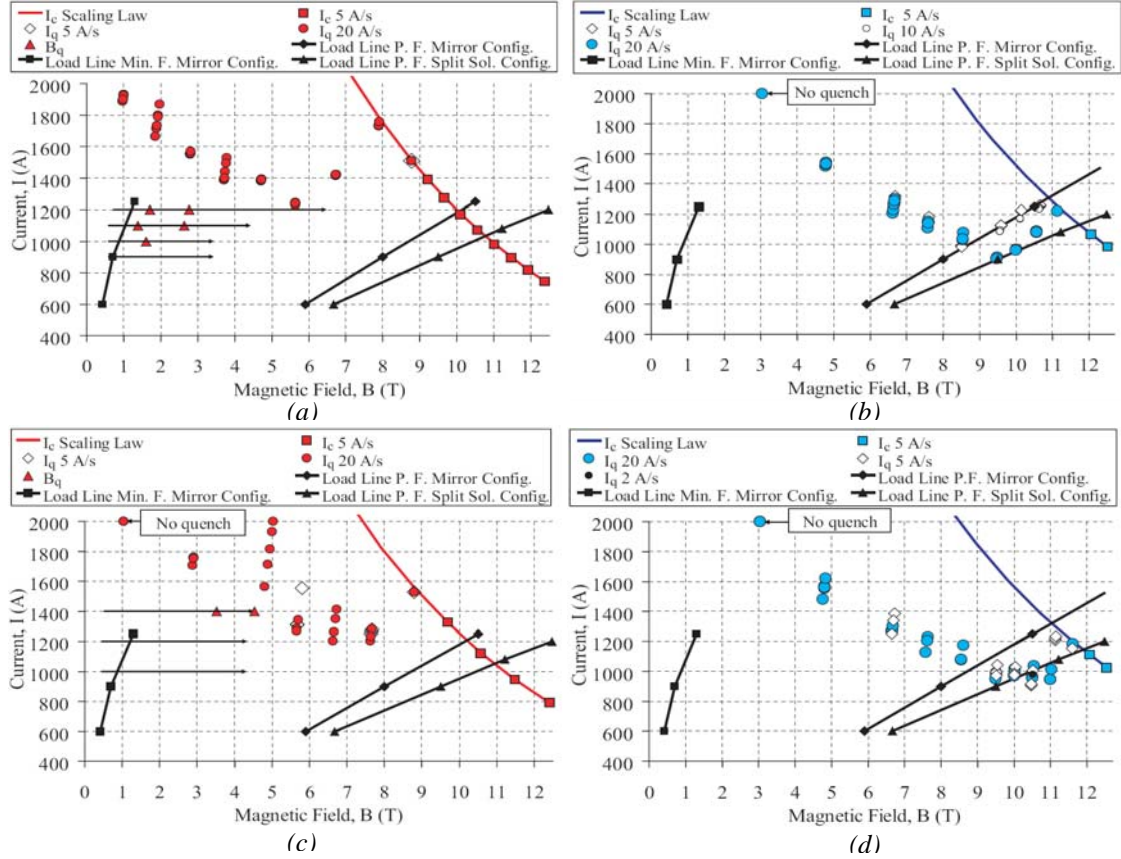 I_c Scaling Law
I_c 5 A/s
I_q 5 A/s
I_q 20 A/s
B_q
Load Line P. F. Mirror Config.
Load Line Min. F. Mirror Config.
Load Line P. F. Split Sol. Config.
2000
1800
1600
1400
1200
1000
800
600
400
Current, I (A)
0 1 2 3 4 5 6 7 8 9 10 11 12
Magnetic Field, B (T)
(a)
I_c Scaling Law
I_c 5 A/s
I_q 5 A/s
I_q 10 A/s
I_q 20 A/s
Load Line P. F. Mirror Config.
Load Line Min. F. Mirror Config.
Load Line P. F. Split Sol. Config.
No quench
2000
1800
1600
1400
1200
1000
800
600
400
Current, I (A)
0 1 2 3 4 5 6 7 8 9 10 11 12
Magnetic Field, B (T)
(b)
I_c Scaling Law
I_c 5 A/s
I_q 5 A/s
I_q 20 A/s
B_q
Load Line P. F. Mirror Config.
Load Line Min. F. Mirror Config.
Load Line P. F. Split Sol. Config.
No quench
2000
1800
1600
1400
1200
1000
800
600
400
Current, I (A)
0 1 2 3 4 5 6 7 8 9 10 11 12
Magnetic Field, B (T)
(c)
I_c Scaling Law
I_c 5 A/s
I_q 20 A/s
I_q 5 A/s
I_q 2 A/s
Load Line P.F. Mirror Config.
Load Line Min. F. Mirror Config.
Load Line P. F. Split Sol. Config.
No quench
2000
1800
1600
1400
1200
1000
800
600
400
Current, I (A)
0 1 2 3 4 5 6 7 8 9 10 11 12
Magnetic Field, B (T)
(d)